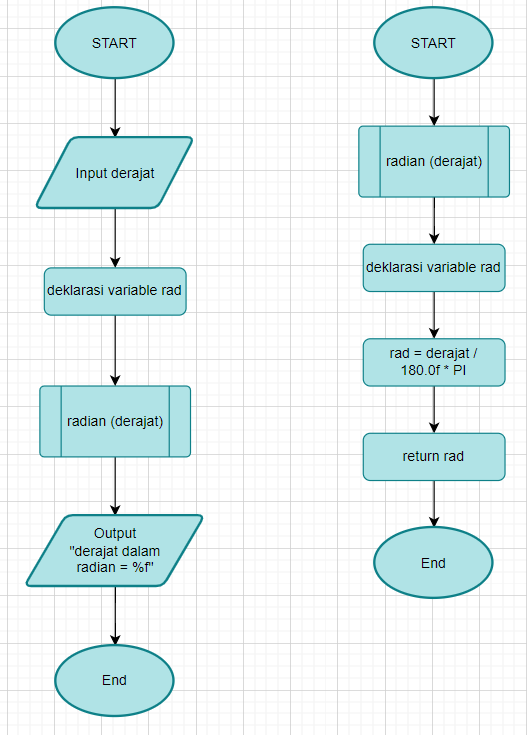 START
Input derajat
deklarasi variable rad
radian (derajat)
Output
"derajat dalam
radian = %f"
End
START
radian (derajat)
deklarasi variable rad
rad = derajat /
180.0f * PI
return rad
End